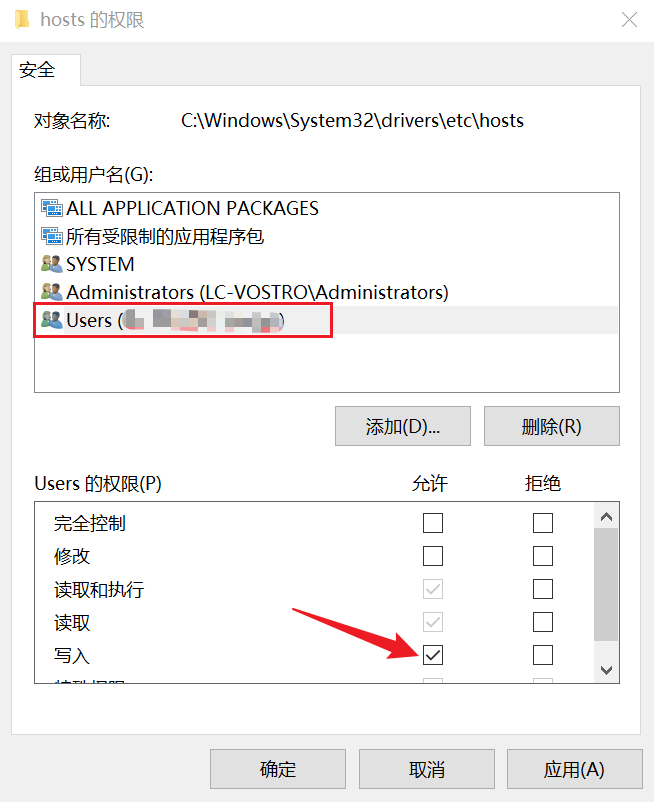 hosts 的权限
安全
对象名称: C:\Windows\System32\drivers\etc\hosts
组或用户名(G):
ALL APPLICATION PACKAGES
所有受限制的应用程序包
SYSTEM
Administrators (LC-VOSTRO\Administrators)
Users (
添加(D)... 删除(R)
Users 的权限(P) 允许 拒绝
完全控制
修改
读取和执行
读取
写入
确定 取消 应用(A)